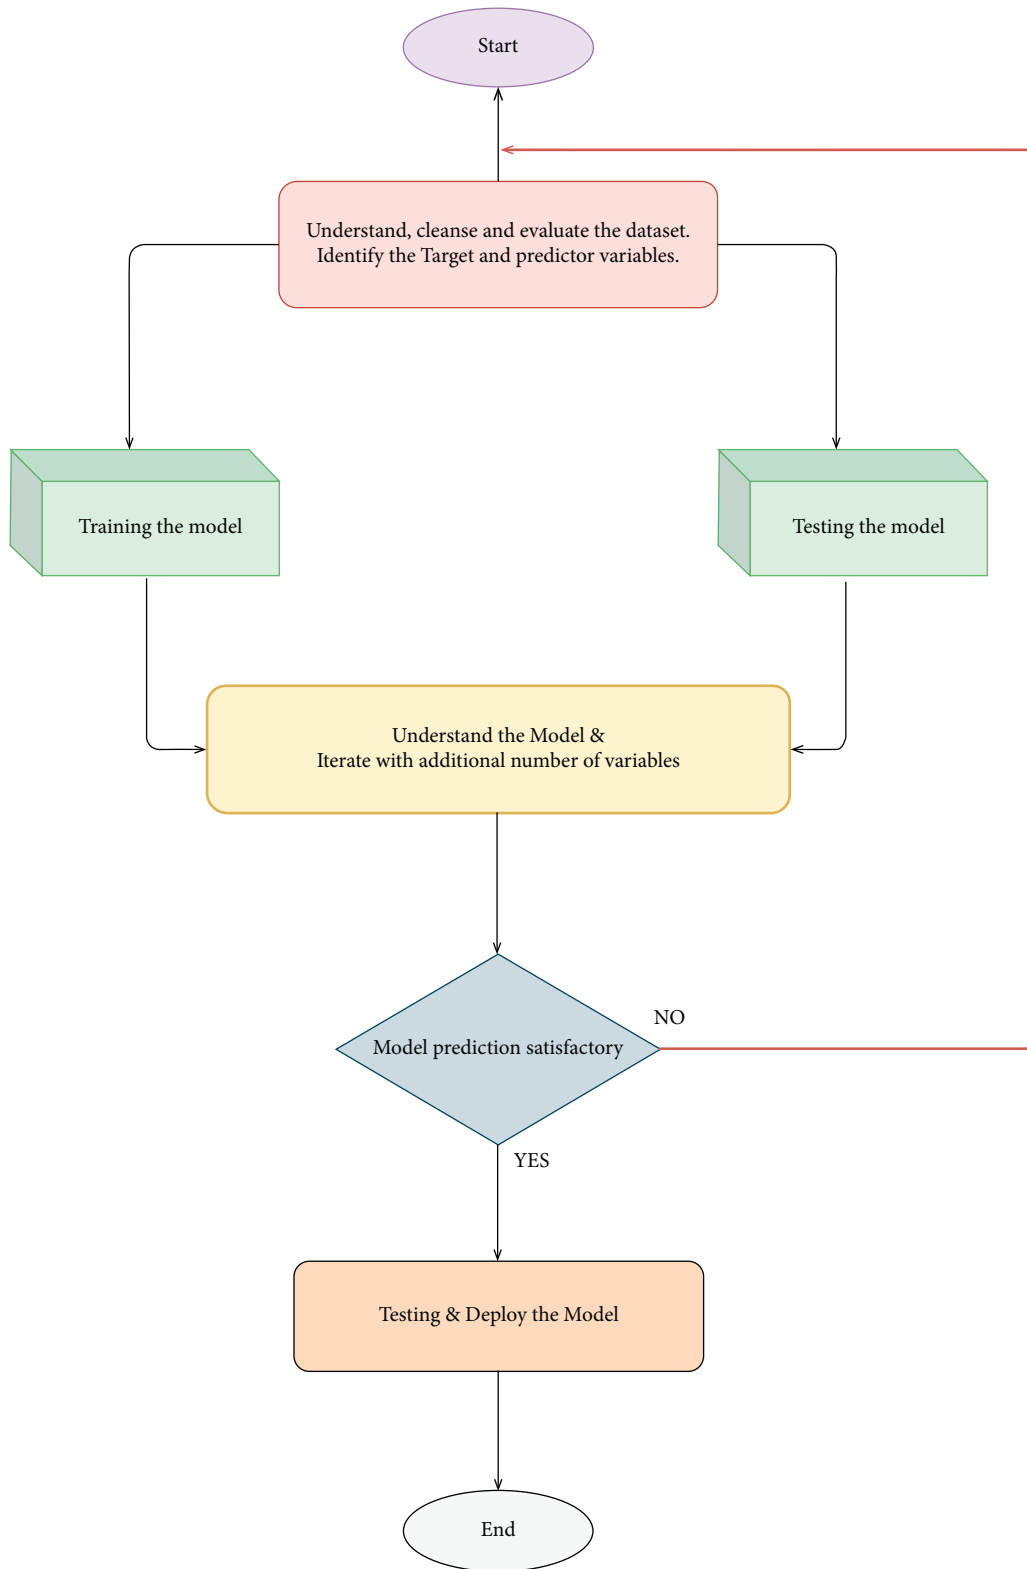 Start
Understand, cleanse and evaluate the dataset.
Identify the Target and predictor variables.
Training the model
Testing the model
Understand the Model &
Iterate with additional number of variables
NO
Model prediction satisfactory
YES
Testing & Deploy the Model
End